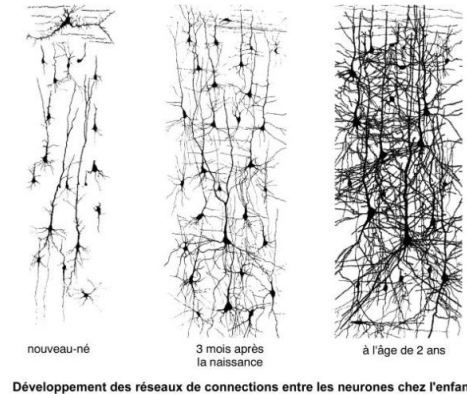 nouveau-né
3 mois après
la naissance
à l'âge de 2 ans
Développement des réseaux de connections entre les neurones chez l'enfan